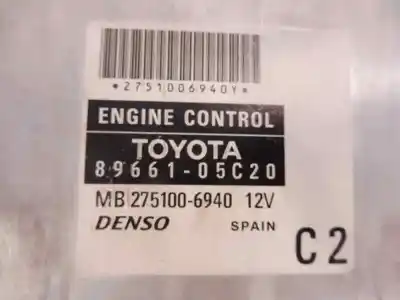 *2751006940Y*
ENGINE CONTROL
TOYOTA
89661-05C20
MB 275100-6940 12V
DENSO SPAIN
C2